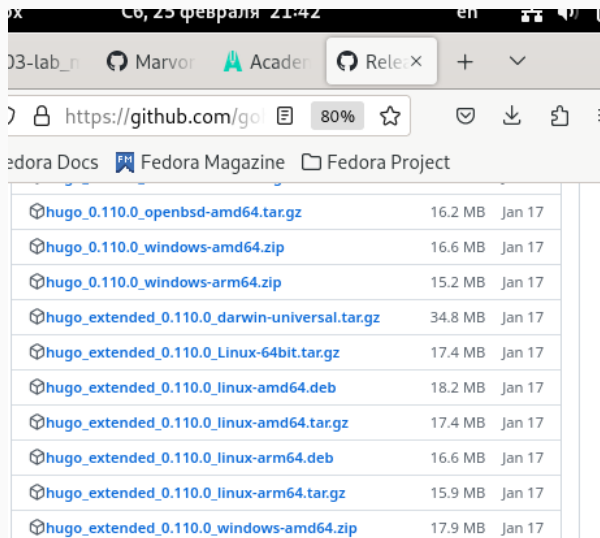 Сб, 25 февраля 21:42 en
03-lab_ Marvor Acade Rele
https://github.com/go 80%
edora Docs Fedora Magazine Fedora Project
hugo_0.110.0_openbsd-amd64.tar.gz 16.2 MB Jan 17
hugo_0.110.0_windows-amd64.zip 16.6 MB Jan 17
hugo_0.110.0_windows-arm64.zip 15.2 MB Jan 17
hugo_extended_0.110.0_darwin-universal.tar.gz 34.8 MB Jan 17
hugo_extended_0.110.0_Linux-64bit.tar.gz 17.4 MB Jan 17
hugo_extended_0.110.0_linux-amd64.deb 18.2 MB Jan 17
hugo_extended_0.110.0_linux-amd64.tar.gz 17.4 MB Jan 17
hugo_extended_0.110.0_linux-arm64.deb 16.6 MB Jan 17
hugo_extended_0.110.0_linux-arm64.tar.gz 15.9 MB Jan 17
hugo_extended_0.110.0_windows-amd64.zip 17.9 MB Jan 17